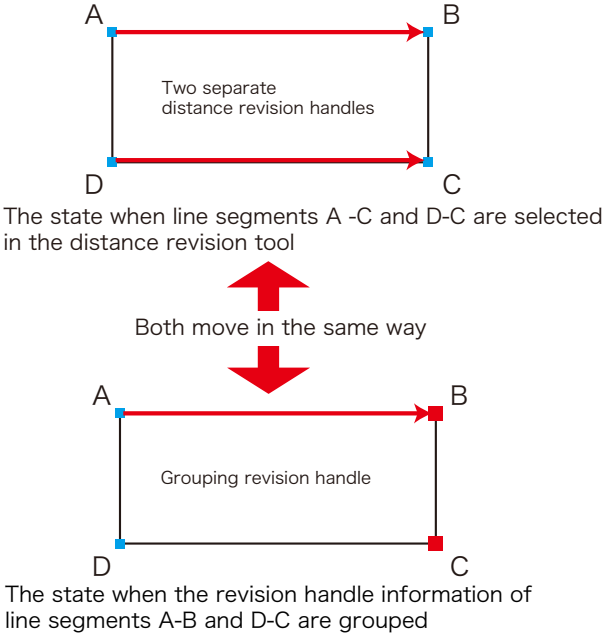 A
B
Two separate
distance revision handles
D
C
The state when line segments A -C and D-C are selected
in the distance revision tool
Both move in the same way
A
B
Grouping revision handle
D
C
The state when the revision handle information of
line segments A-B and D-C are grouped